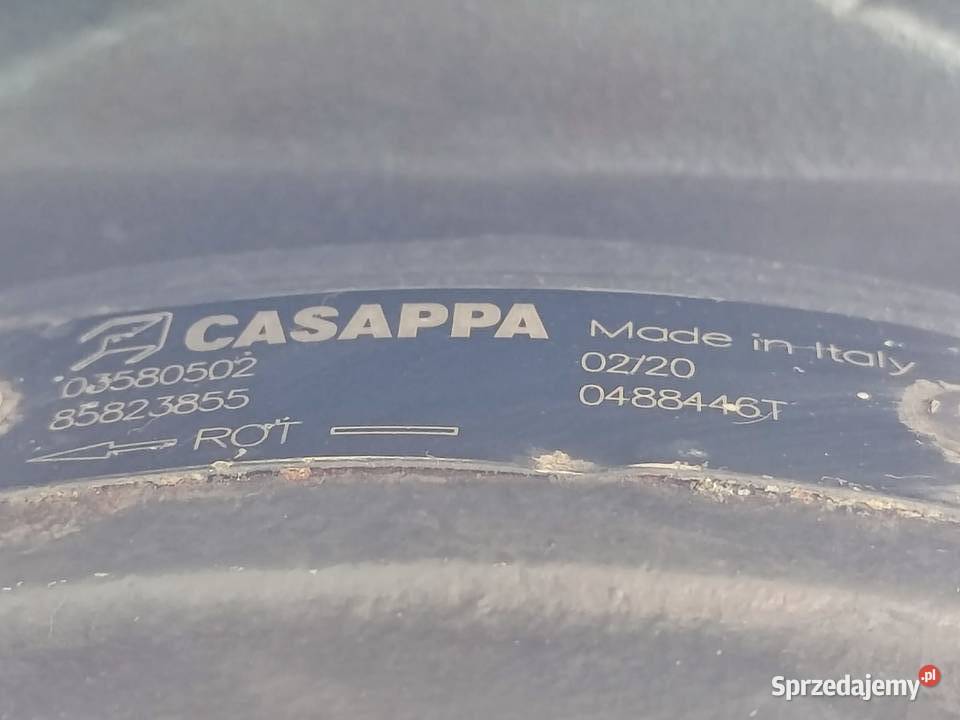 CASAPPA
Made in Italy
03580502
02/20
85823855
0488446T
ROT
Sprzedajemy.pl